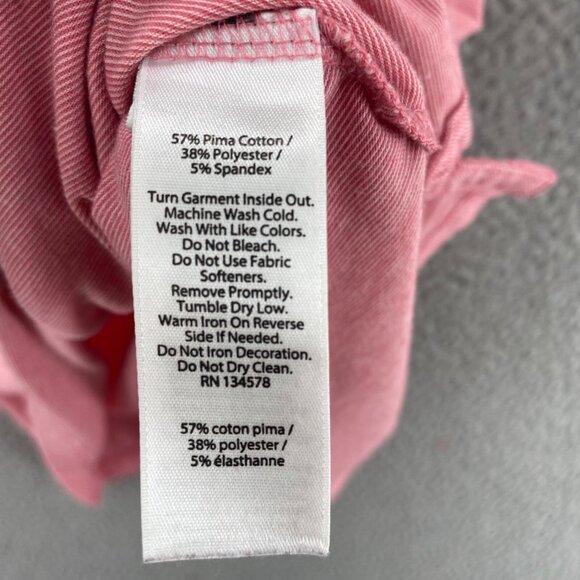 57% Pima Cotton /
38% Polyester /
5% Spandex
Turn Garment Inside Out.
Machine Wash Cold.
Wash With Like Colors.
Do Not Bleach.
Do Not Use Fabric
Softeners.
Remove Promptly.
Tumble Dry Low.
Warm Iron On Reverse
Side If Needed.
Do Not Iron Decoration.
Do Not Dry Clean.
RN 134578
57% coton pima /
38% polyester /
5% élasthanne